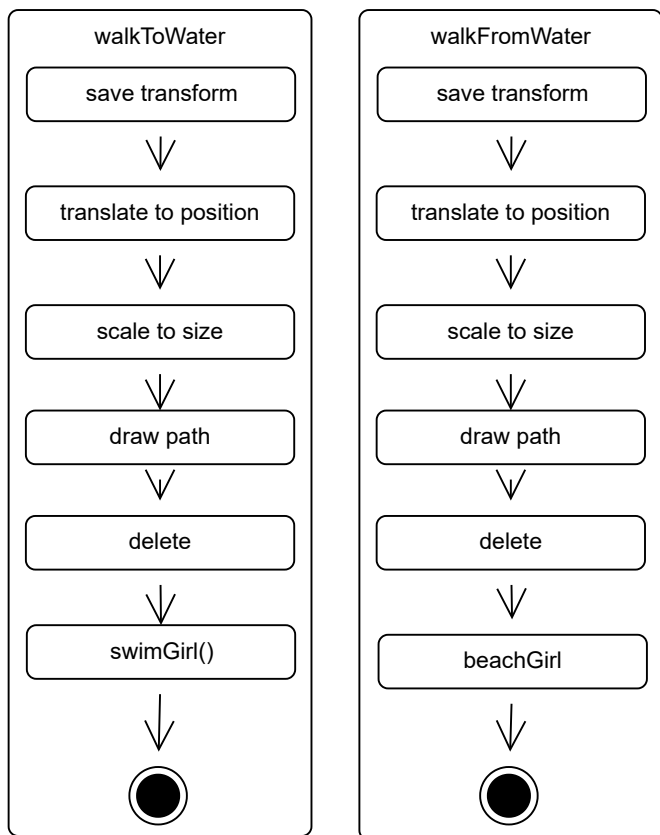 walkToWater
save transform
translate to position
scale to size
draw path
delete
swimGirl()
walkFromWater
save transform
translate to position
scale to size
draw path
delete
beachGirl